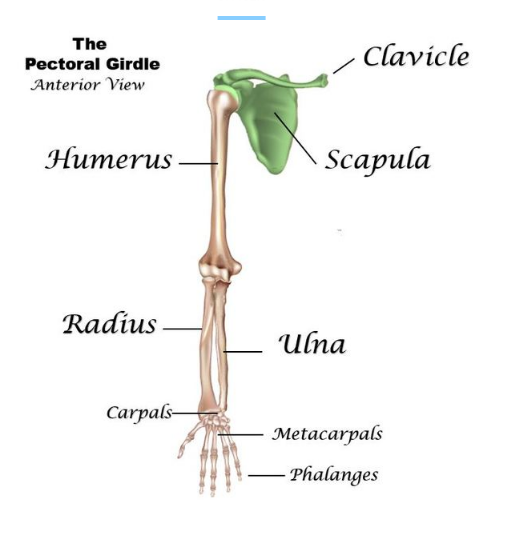 The
Pectoral Girdle
Anterior View
Clavicle
Humerus
Scapula
Radius
Ulna
Carpals
Metacarpals
Phalanges